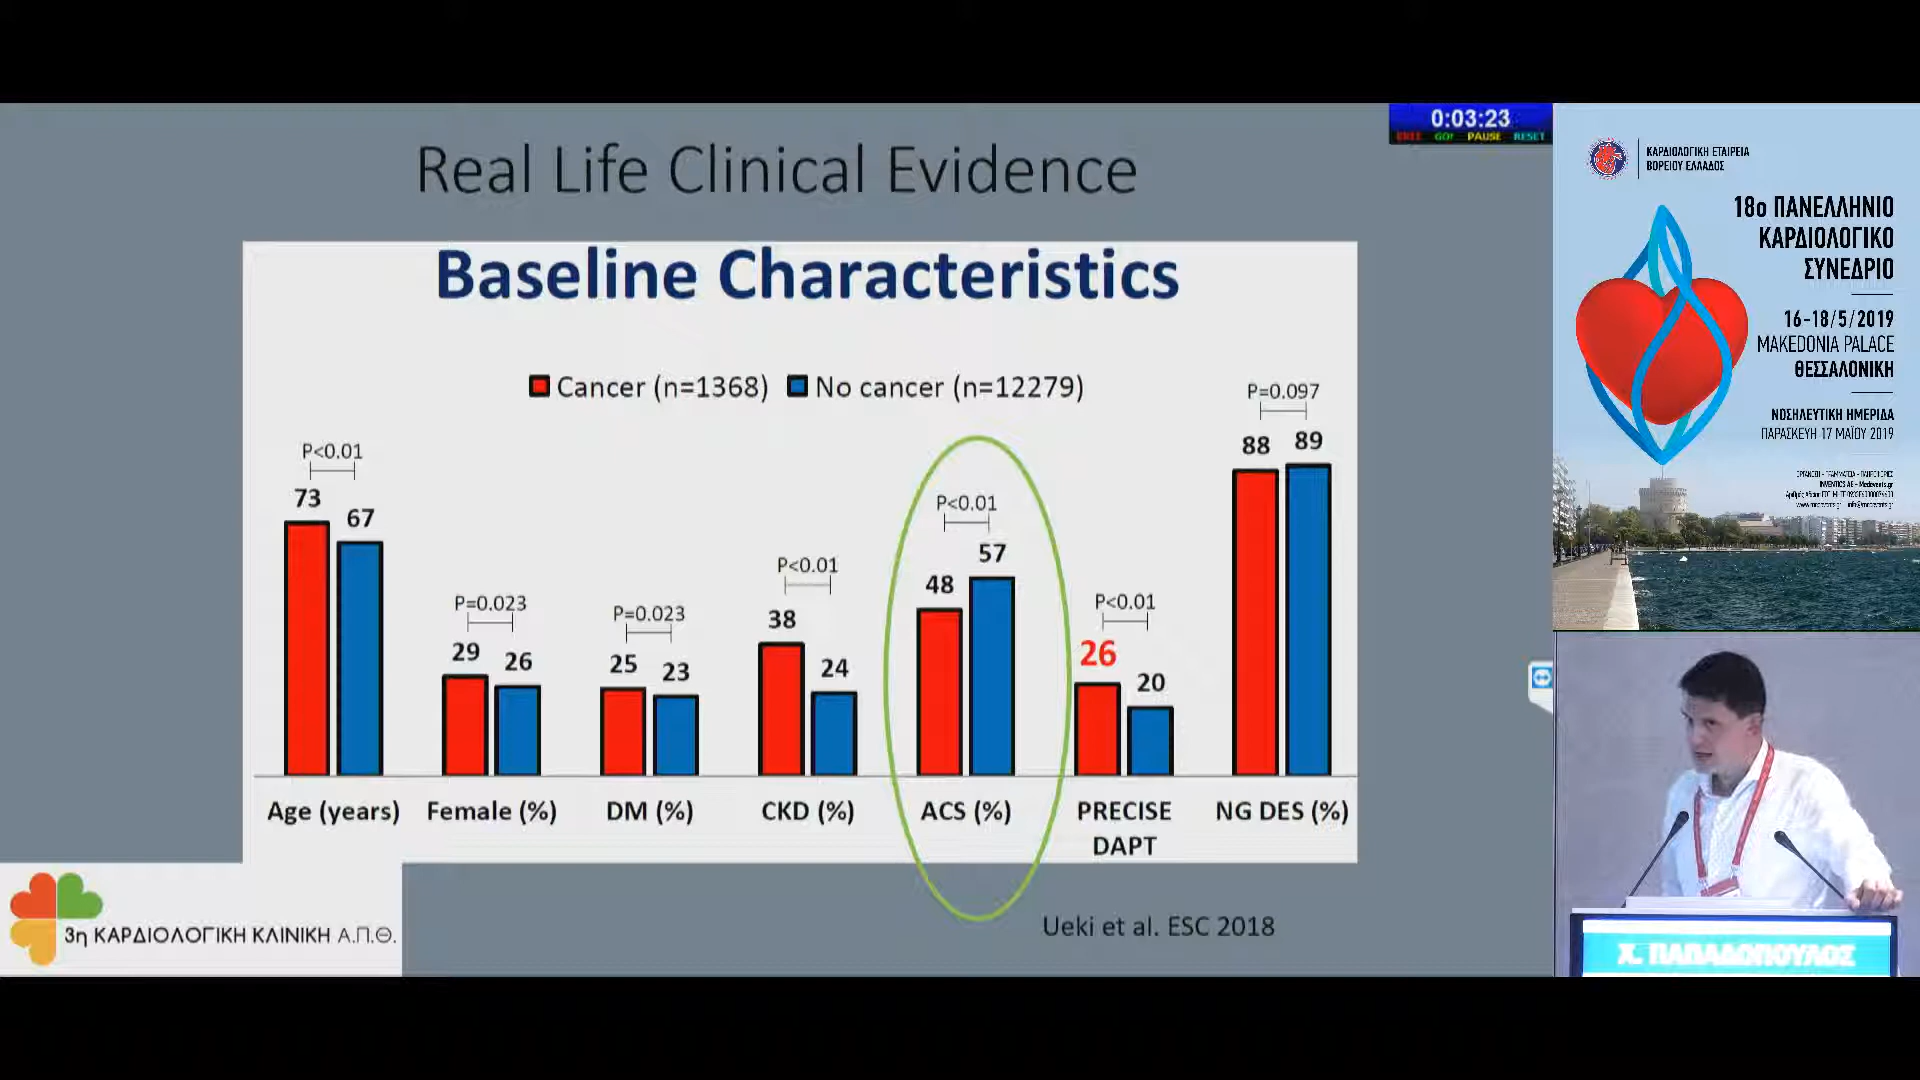 Real Life Clinical Evidence
Baseline Characteristics
Cancer (n=1368) No cancer (n=12279)
P<0.01
73 67
P=0.023
29 26
P=0.023
25 23
P<0.01
38 24
P<0.01
48 57
P<0.01
26 20
P=0.097
88 89
Age (years) Female (%) DM (%) CKD (%) ACS (%) PRECISE DAPT NG DES (%)
Ueki et al. ESC 2018
3η ΚΑΡΔΙΟΛΟΓΙΚΗ ΚΛΙΝΙΚΗ Α.Π.Θ.
0:03:23
GO! PAUSE RESET
ΚΑΡΔΙΟΛΟΓΙΚΗ ΕΤΑΙΡΕΙΑ
ΒΟΡΕΙΟΥ ΕΛΛΑΔΟΣ
18ο ΠΑΝΕΛΛΗΝΙΟ
ΚΑΡΔΙΟΛΟΓΙΚΟ
ΣΥΝΕΔΡΙΟ
16-18/5/2019
MAKEDONIA PALACE
ΘΕΣΣΑΛΟΝΙΚΗ
ΝΟΣΗΛΕΥΤΙΚΗ ΗΜΕΡΙΔΑ
ΠΑΡΑΣΚΕΥΗ 17 ΜΑΪΟΥ 2019
INVENTICS AE - Medevents.gr
Χ. ΠΑΠΑΔΟΠΟΥΛΟΣ